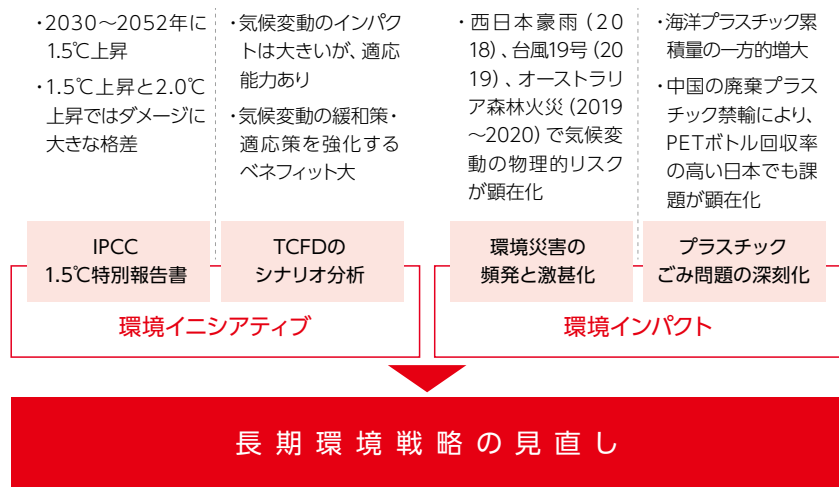 ・2030～2052年に
1.5℃上昇
・1.5℃上昇と2.0℃
上昇ではダメージに
大きな格差
・気候変動のインパク
トは大きいが、適応
能力あり
・気候変動の緩和策・
適応策を強化する
ベネフィット大
・西日本豪雨（20
18）、台風19号（20
19）、オーストラリ
ア森林火災（2019
～2020）で気候変
動の物理的リスク
が顕在化
・海洋プラスチック累
積量の一方的増大
・中国の廃棄プラス
チック禁輸により、
PETボトル回収率
の高い日本でも課
題が顕在化
IPCC
1.5℃特別報告書
TCFDの
シナリオ分析
環境災害の
頻発と激基化
プラスチック
ごみ問題の深刻化
環境イニシアティブ
環境インパクト
長期環境戦略の見直し